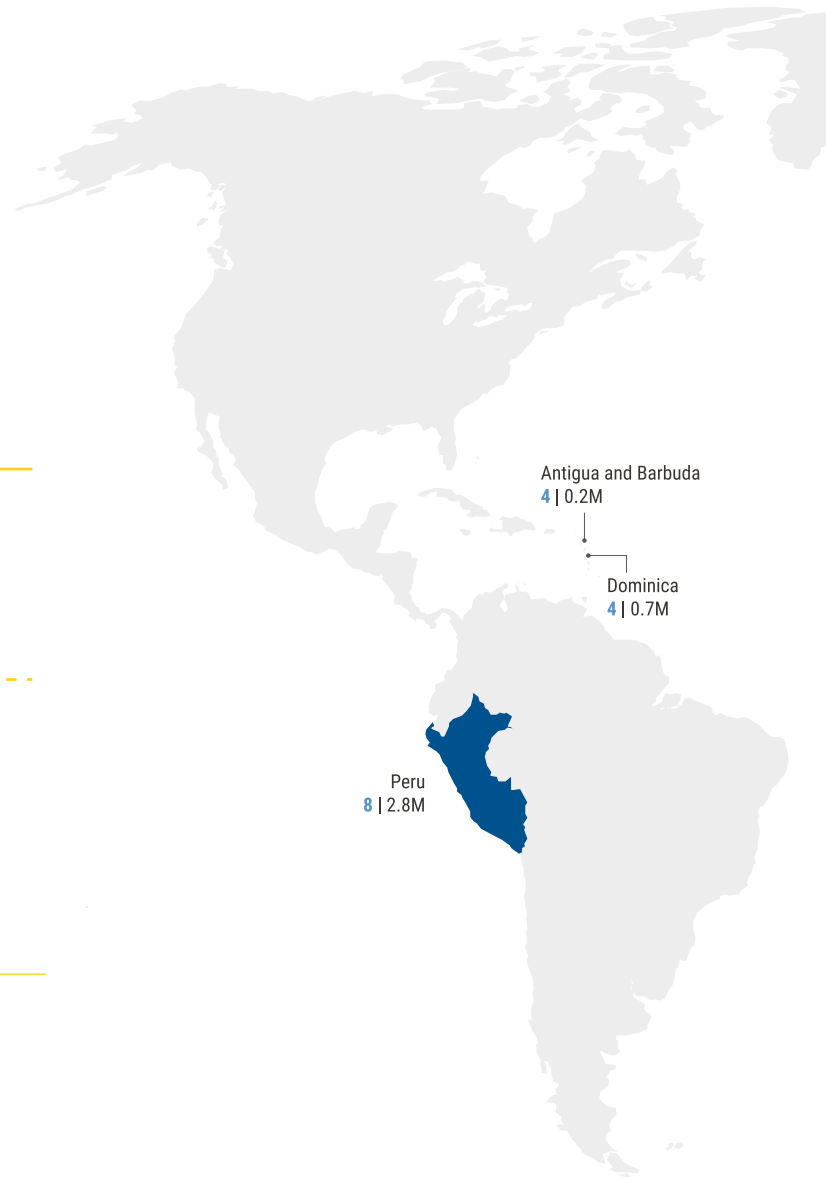 Antigua and Barbuda
4 | 0.2M
Dominica
4 | 0.7M
Peru
8 | 2.8M